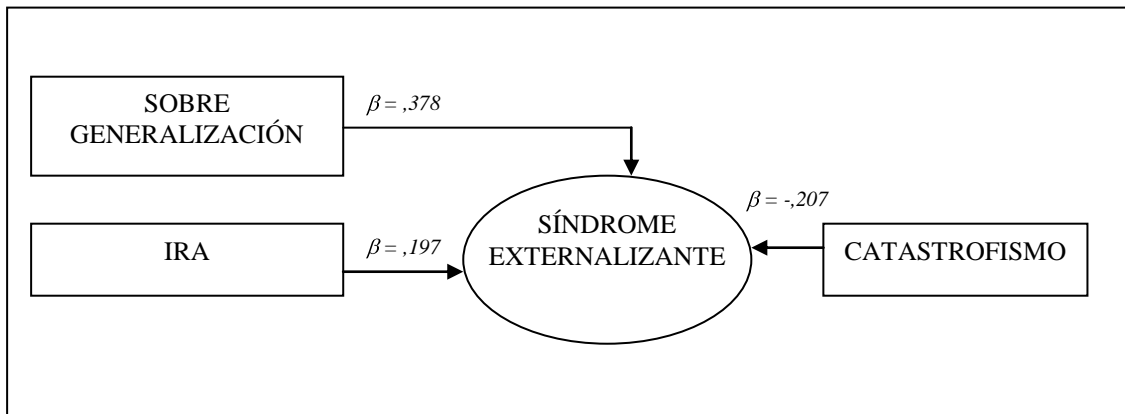 SOBRE
GENERALIZACIÓN
β = ,378
IRA
β = ,197
SÍNDROME
EXTERNALIZANTE
β = -,207
CATASTROFISMO